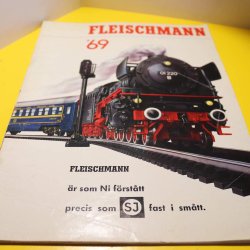 FLEISCHMANN
'69
01 220
FLEISCHMANN
är som Ni förstått
precis som SJ fast i smått.